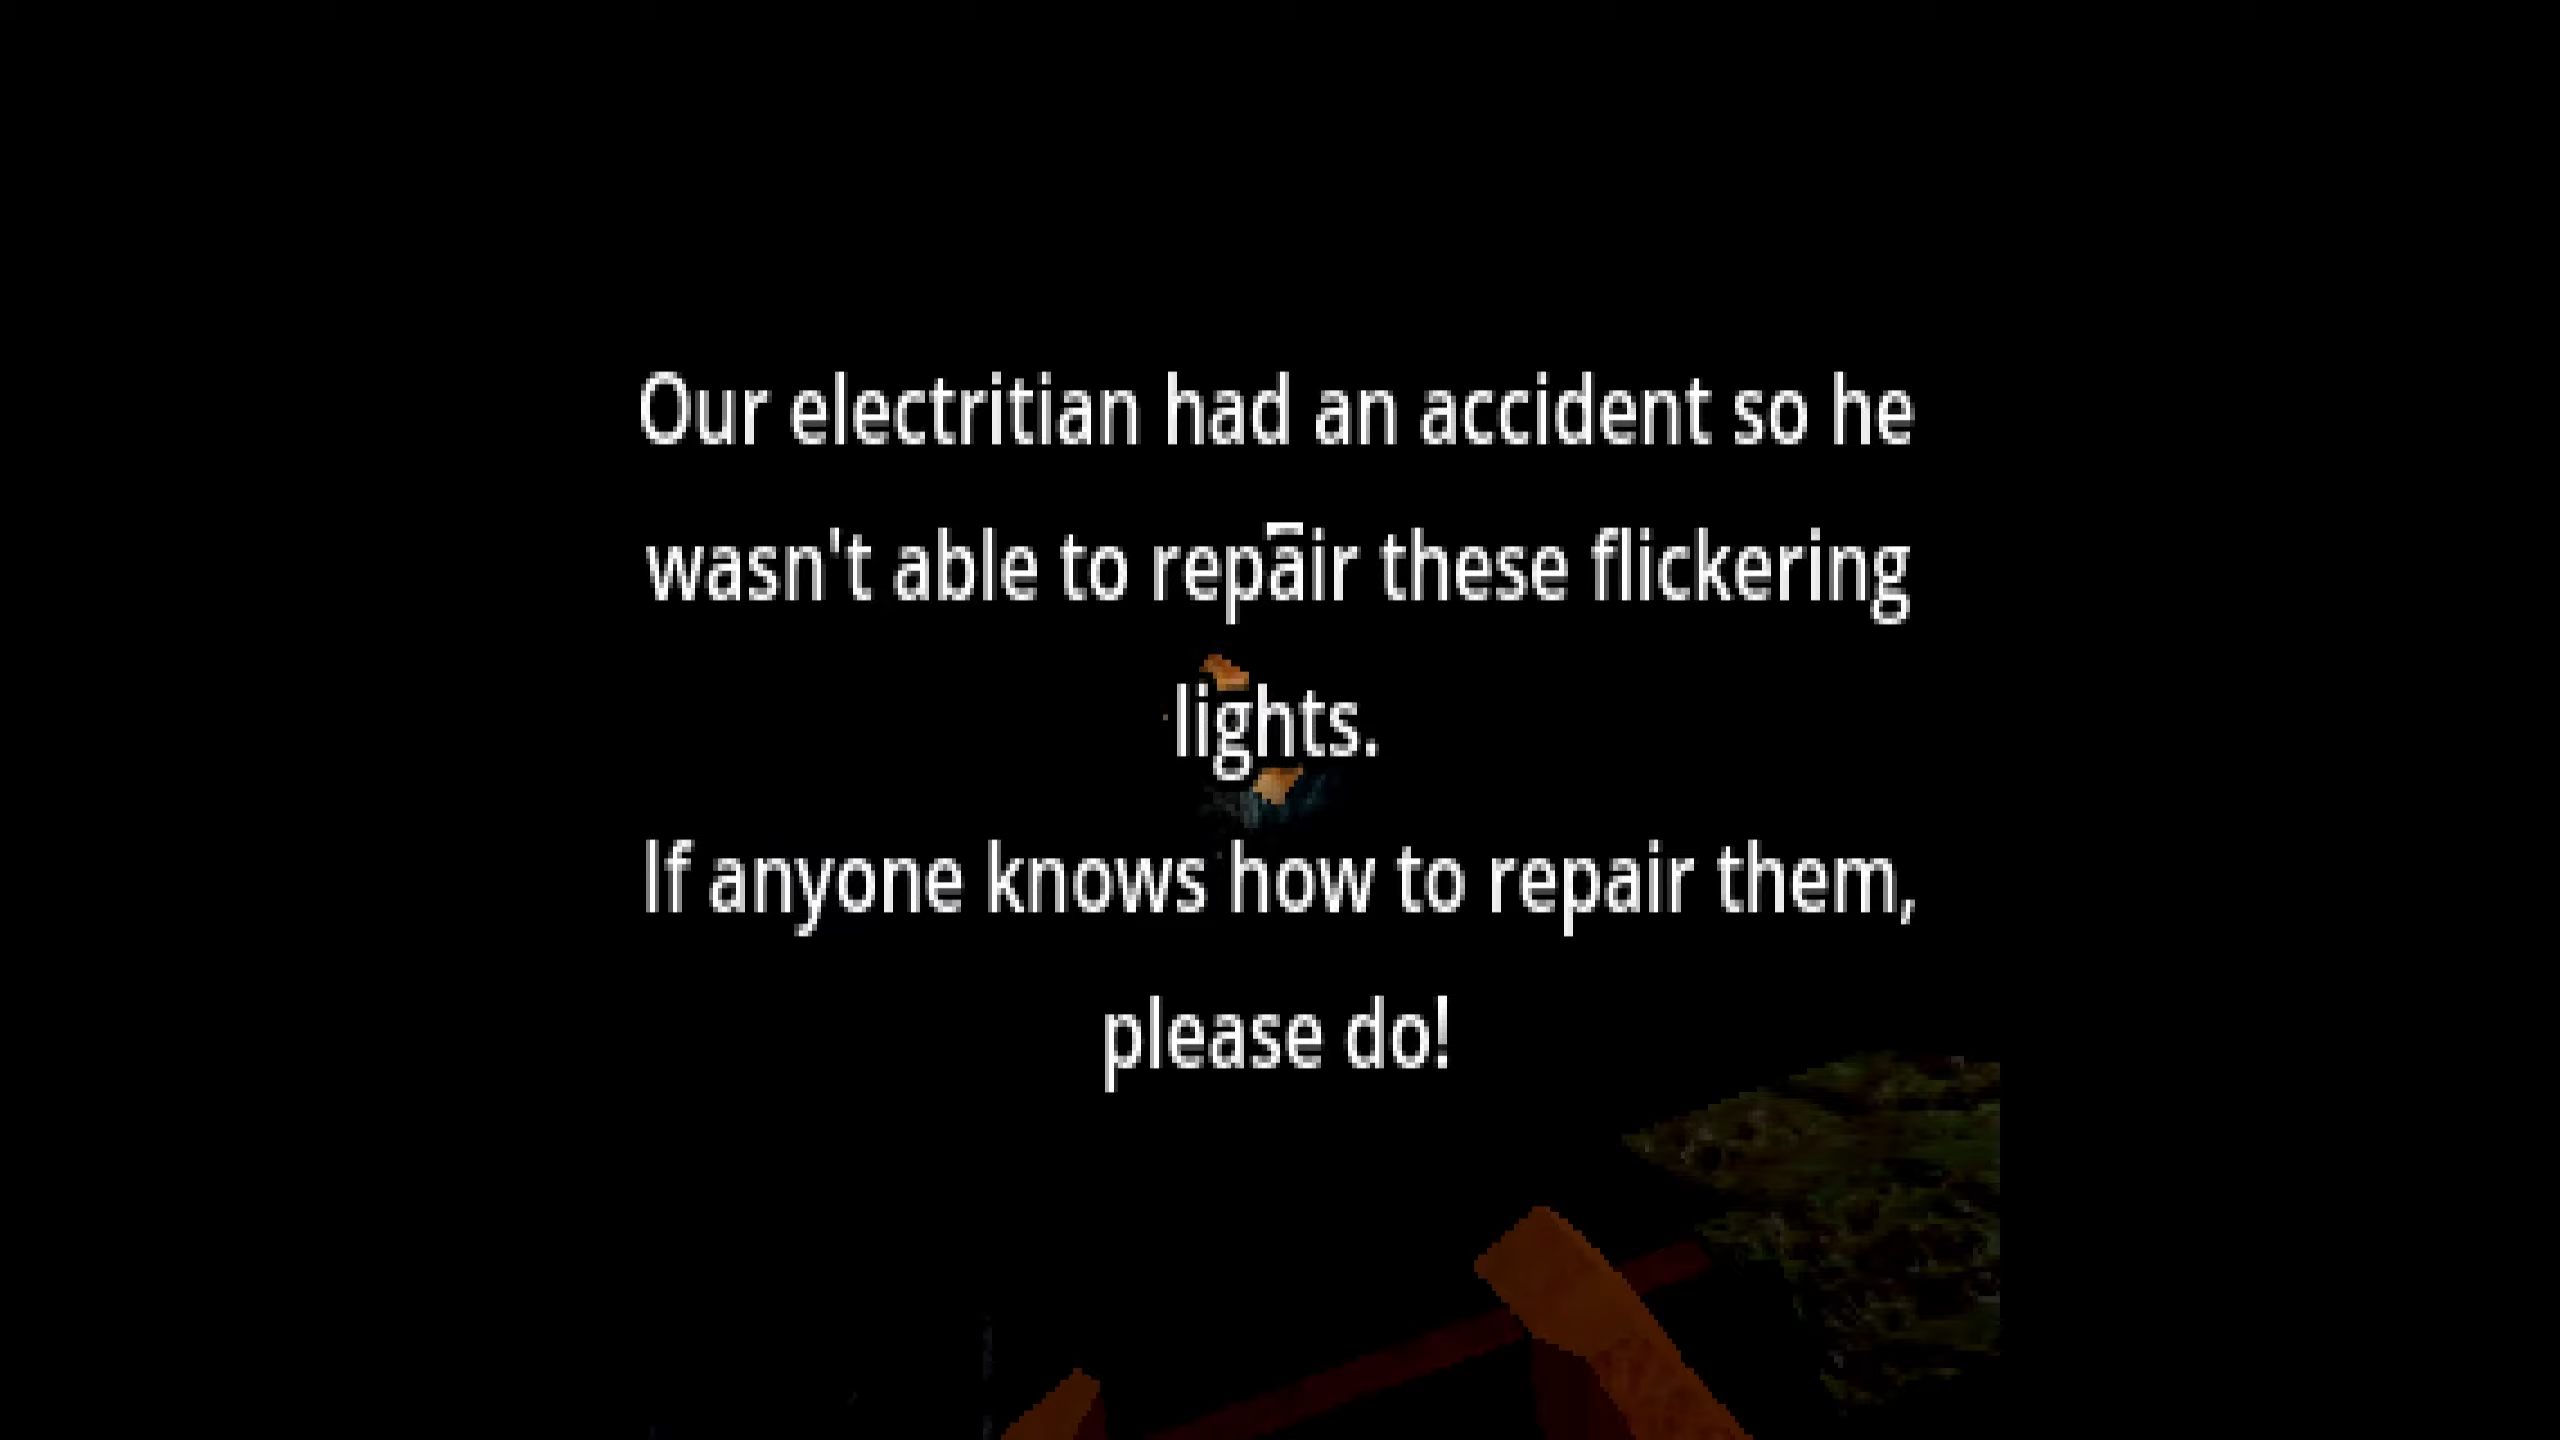 Our electritian had an accident so he
wasn't able to repair these flickering
lights.
If anyone knows how to repair them,
please do!